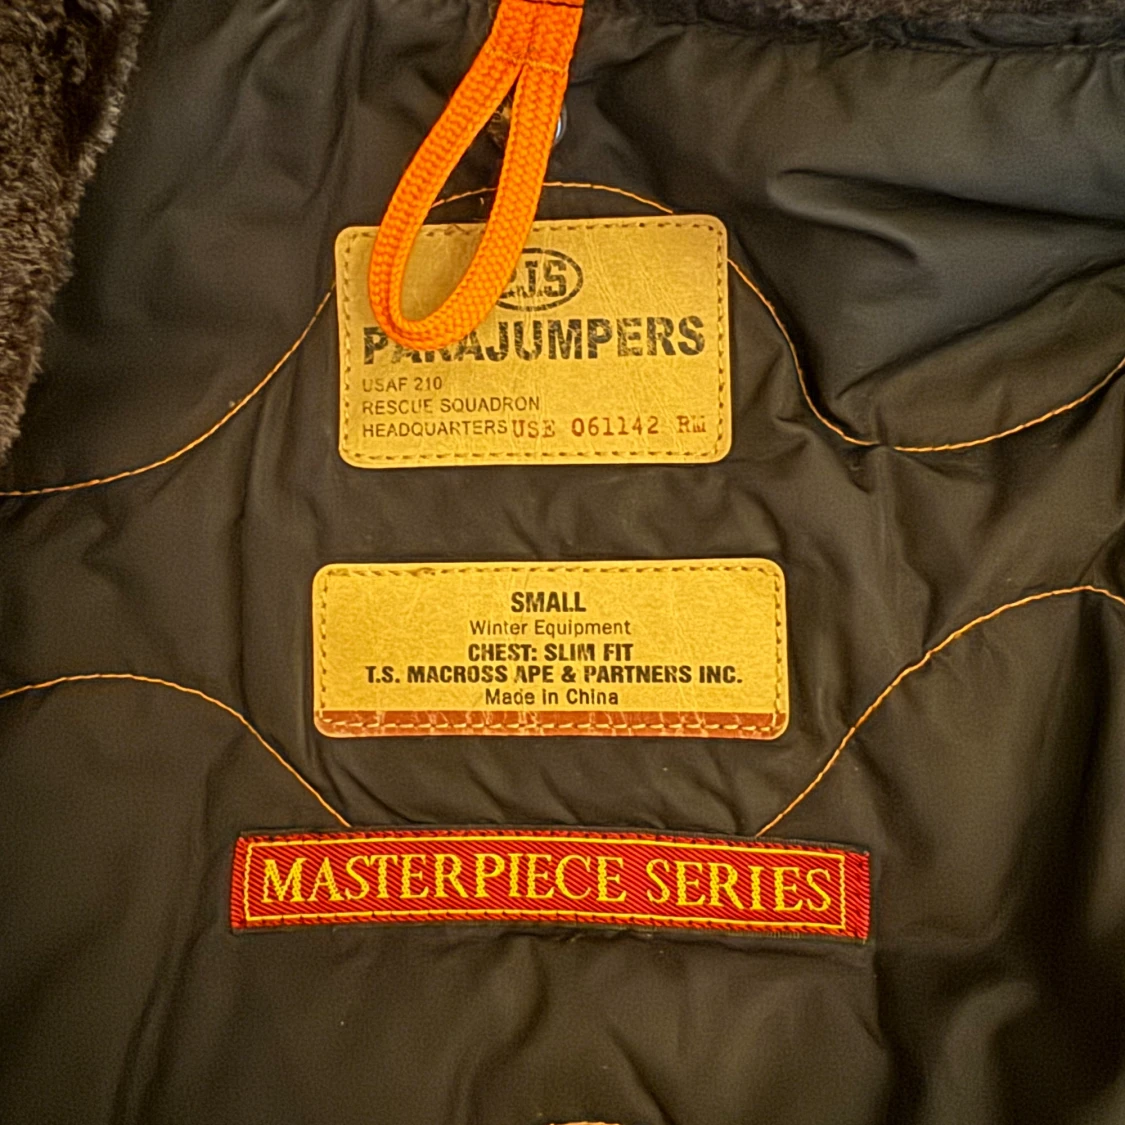 P.J.S
PARAJUMPERS
USAF 210
RESCUE SQUADRON
HEADQUARTERS USE 061142 RM
SMALL
Winter Equipment
CHEST: SLIM FIT
T.S. MACROSS APE & PARTNERS INC.
Made in China
MASTERPIECE SERIES